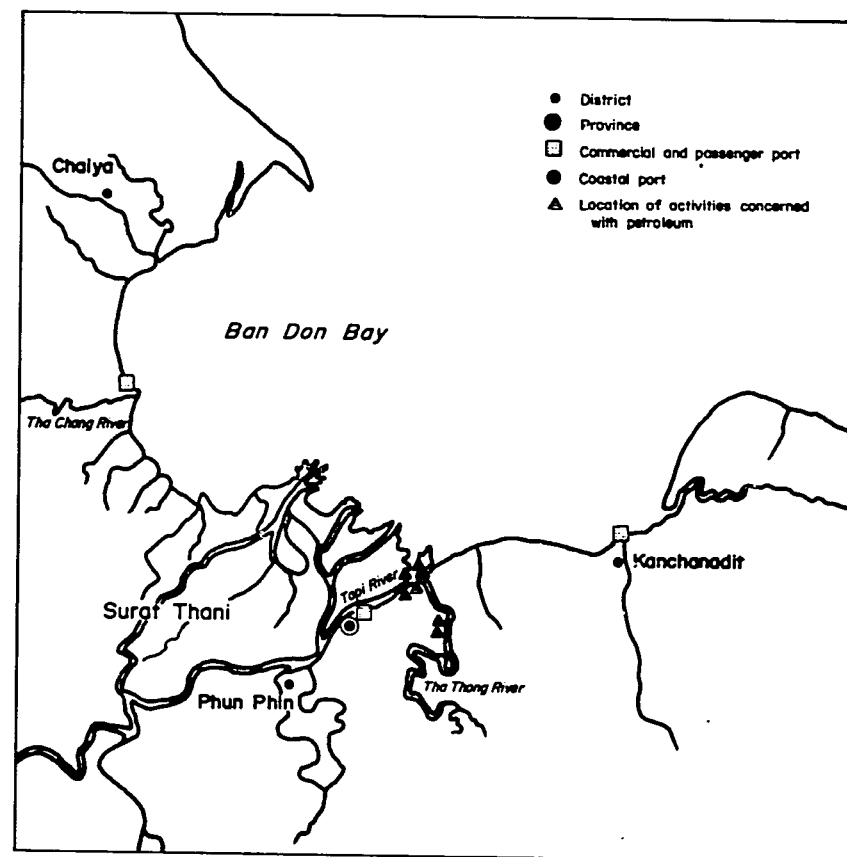 District
Province
Commercial and passenger port
Coastal port
Location of activities concerned
with petroleum
Chaiya
Ban Don Bay
Tha Chang River
Tapi River
Kanchanadit
Surat Thani
Tha Thong River
Phun Phin